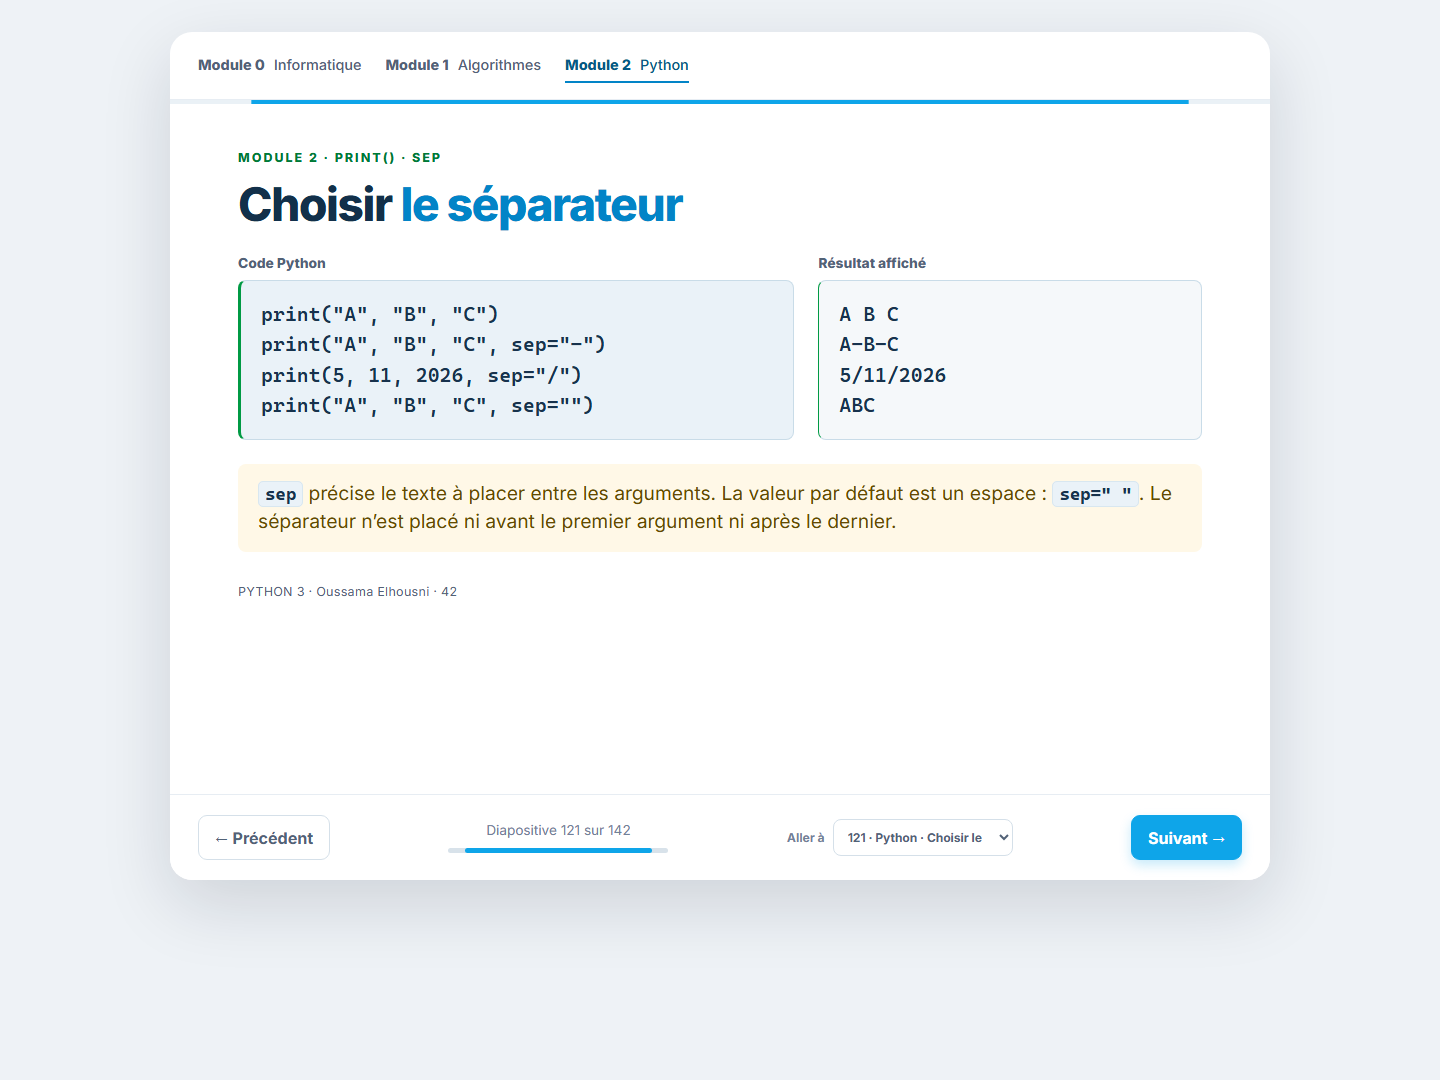 Module 0 Informatique Module 1 Algorithmes Module 2 Python
MODULE 2 · PRINT() · SEP
Choisir le séparateur
Code Python
print("A", "B", "C")
print("A", "B", "C", sep="-")
print(5, 11, 2026, sep="/")
print("A", "B", "C", sep="")
Résultat affiché
A B C
A-B-C
5/11/2026
ABC
sep précise le texte à placer entre les arguments. La valeur par défaut est un espace : sep=" ". Le
séparateur n’est placé ni avant le premier argument ni après le dernier.
PYTHON 3 · Oussama Elhousni · 42
← Précédent
Diapositive 121 sur 142
Aller à 121 · Python · Choisir le
Suivant →